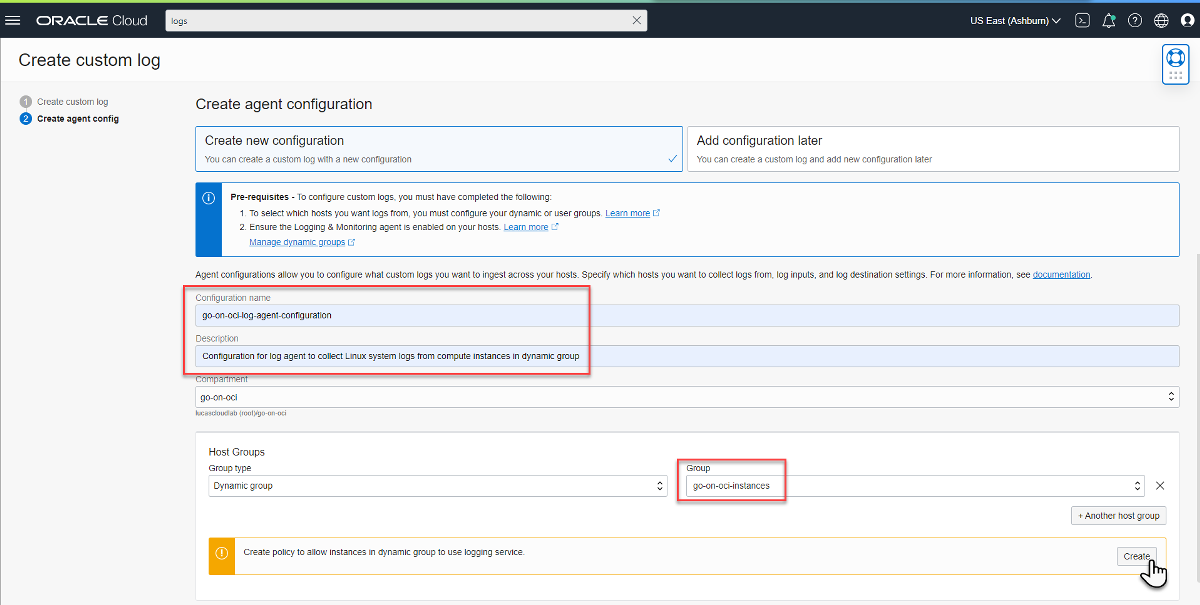 ORACLE Cloud
logs
US East (Ashburn)
Create custom log
1 Create custom log
2 Create agent config
Create agent configuration
Create new configuration
You can create a custom log with a new configuration
Add configuration later
You can create a custom log and add new configuration later
Pre-requisites - To configure custom logs, you must have completed the following:
1. To select which hosts you want logs from, you must configure your dynamic or user groups. Learn more
2. Ensure the Logging & Monitoring agent is enabled on your hosts. Learn more
Manage dynamic groups
Agent configurations allow you to configure what custom logs you want to ingest across your hosts. Specify which hosts you want to collect logs from, log inputs, and log destination settings. For more information, see documentation.
Configuration name
go-on-oci-log-agent-configuration
Description
Configuration for log agent to collect Linux system logs from compute instances in dynamic group
Compartment
go-on-oci
lucascloudlab (root)/go-on-oci
Host Groups
Group type
Dynamic group
Group
go-on-oci-instances
+ Another host group
Create policy to allow instances in dynamic group to use logging service.
Create